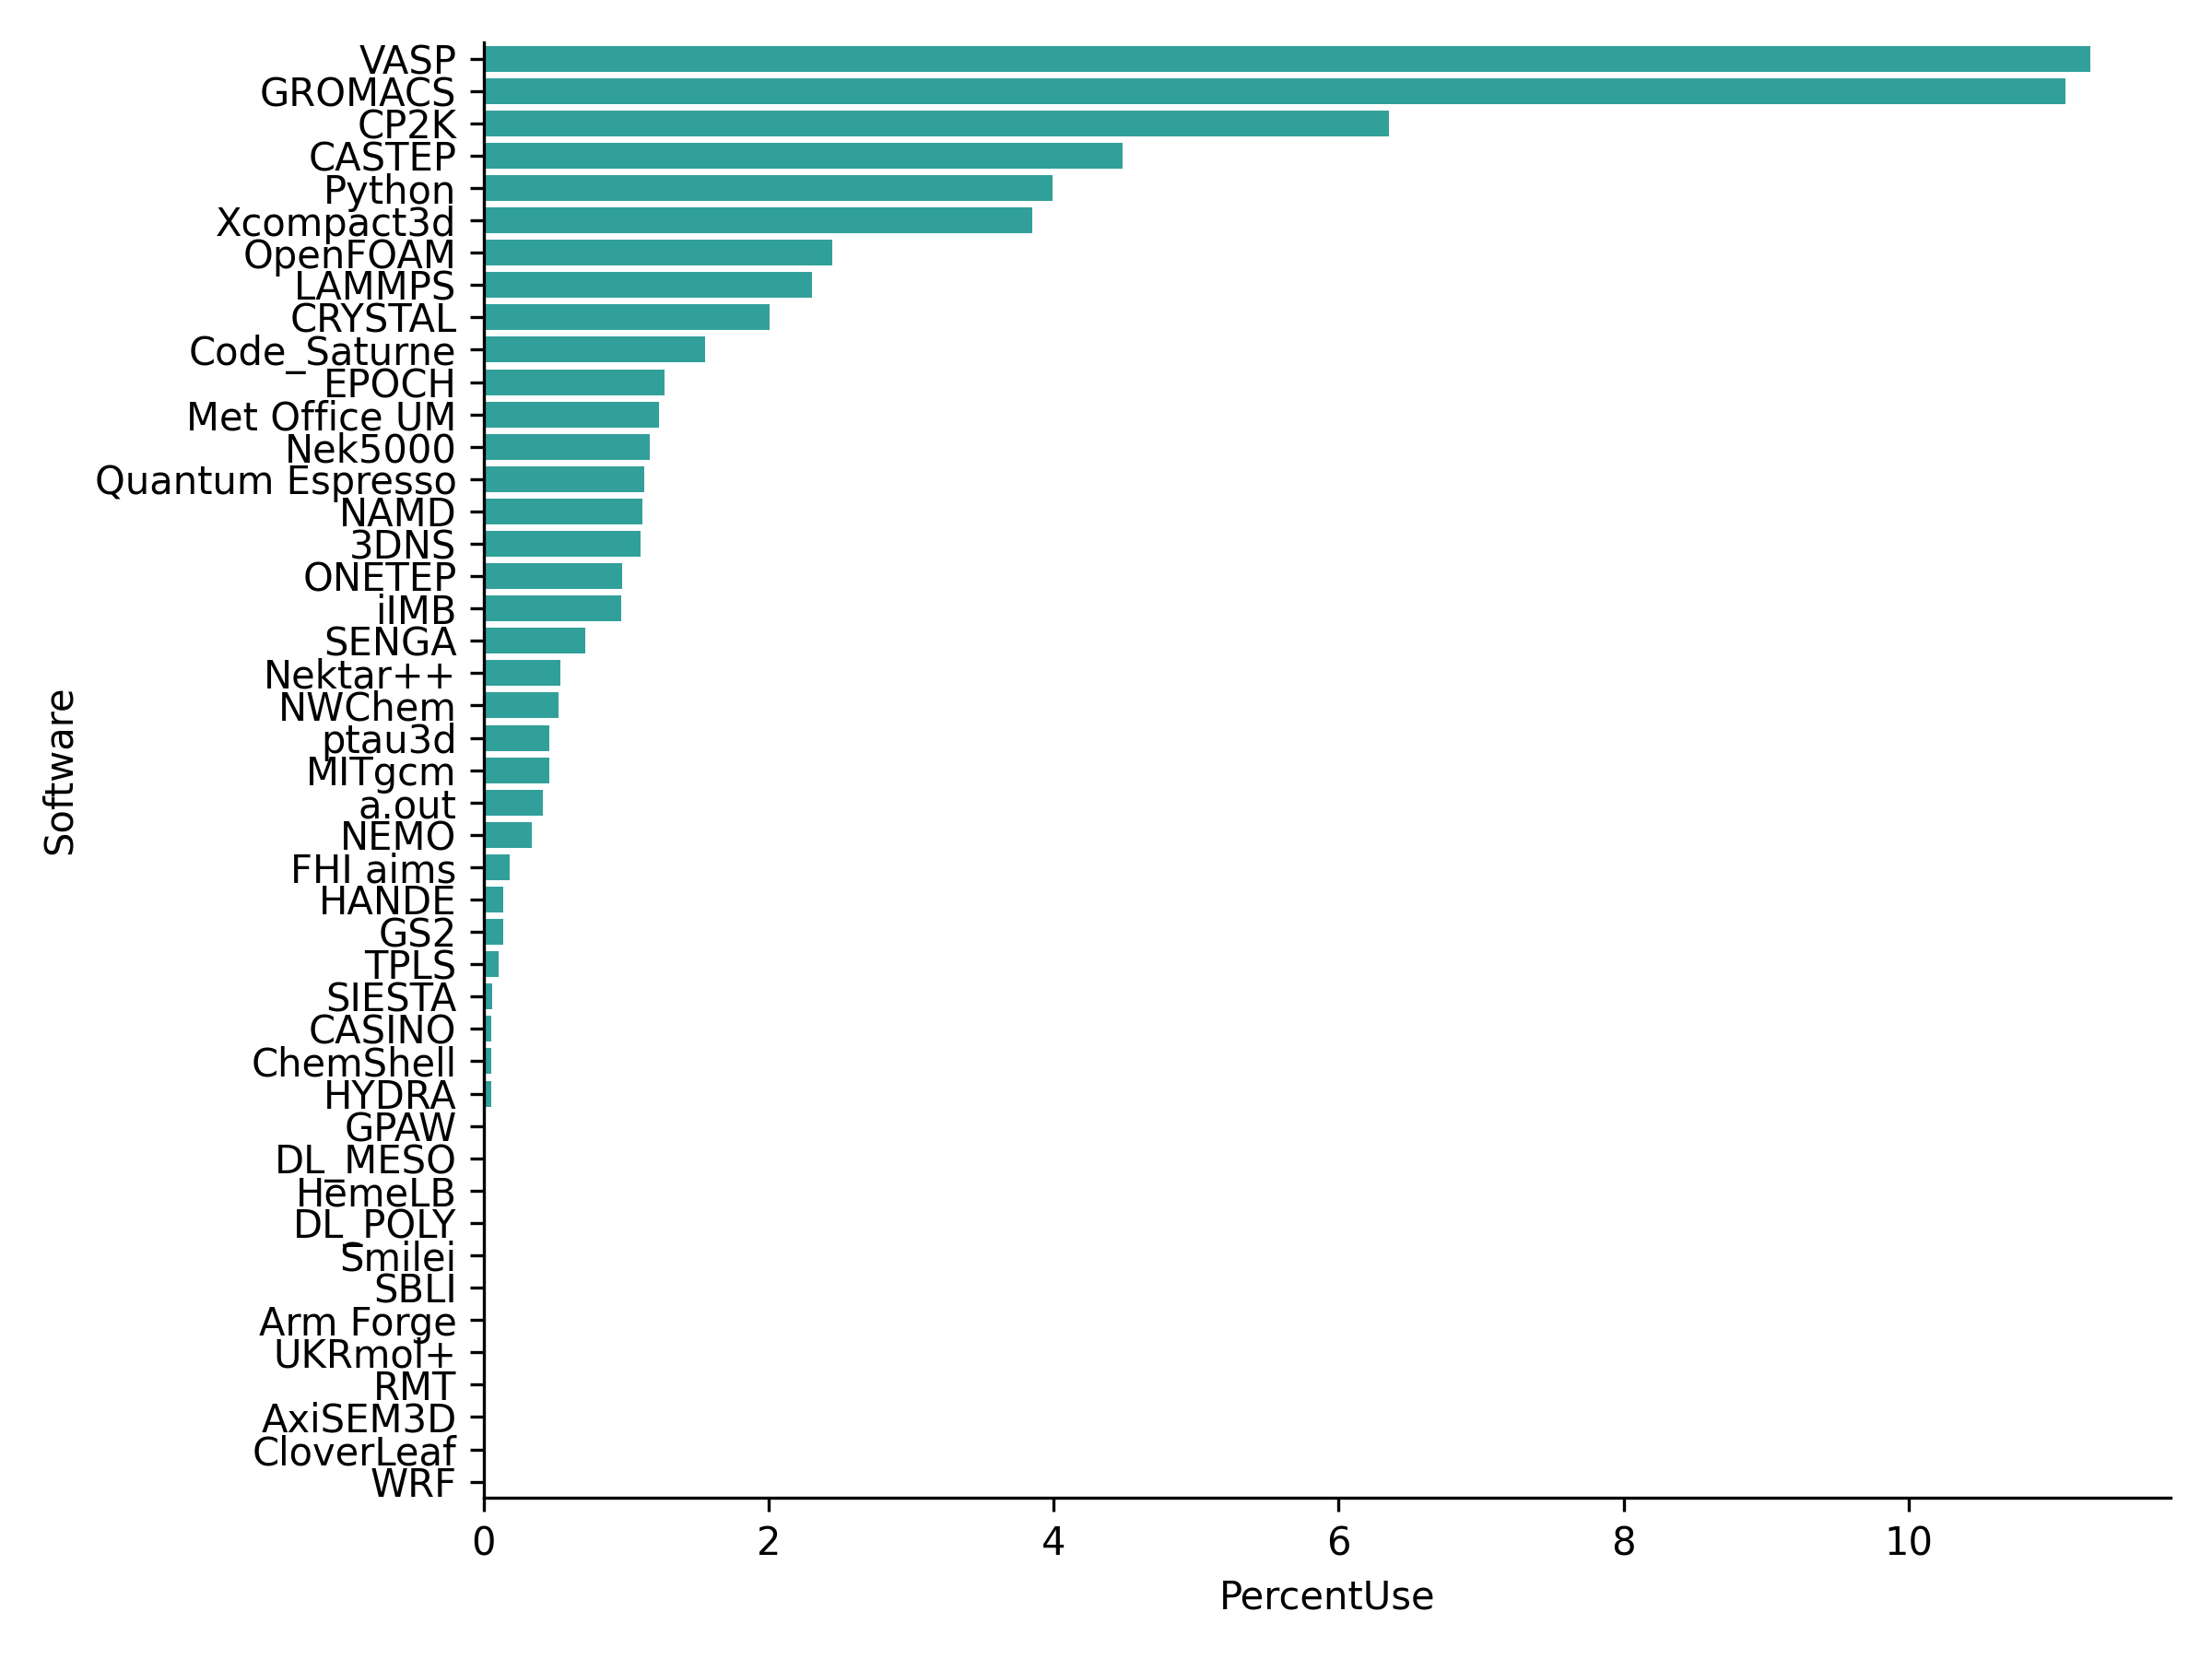 VASP
GROMACS
CP2K
CASTEP
Python
Xcompact3d
OpenFOAM
LAMMPS
CRYSTAL
Code_Saturne
EPOCH
Met Office UM
Nek5000
Quantum Espresso
NAMD
3DNS
ONETEP
iIMB
SENGA
Nektar++
NWChem
ptau3d
MITgcm
a.out
NEMO
FHI aims
HANDE
GS2
TPLS
SIESTA
CASINO
ChemShell
HYDRA
GPAW
DL_MESO
HemeLB
DL_POLY
Smilei
SBLI
Arm Forge
UKRmol+
RMT
AxiSEM3D
CloverLeaf
WRF
Software
0 2 4 6 8 10
PercentUse